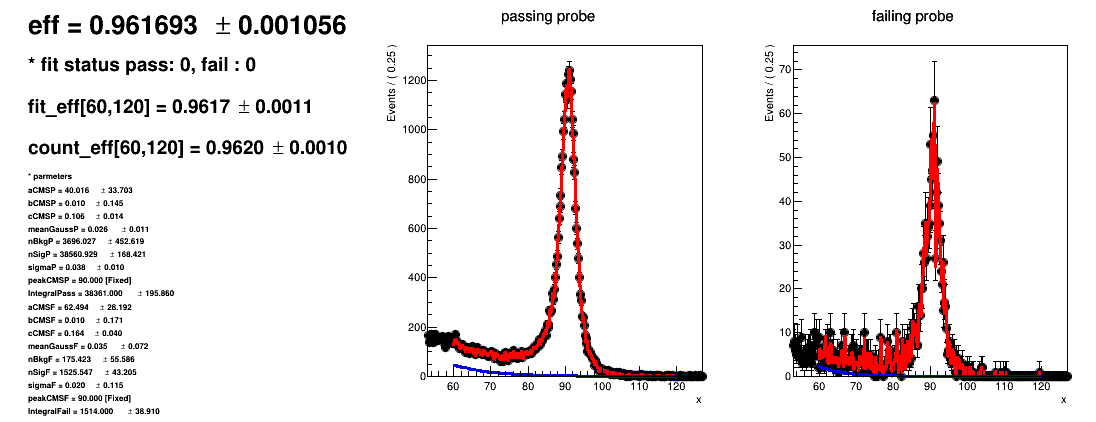 eff = 0.961693 ± 0.001056
* fit status pass: 0, fail : 0
fit_eff[60,120] = 0.9617 ± 0.0011
count_eff[60,120] = 0.9620 ± 0.0010
* parmeters
aCMSP = 40.016 ± 33.703
bCMSP = 0.010 ± 0.145
cCMSP = 0.106 ± 0.014
meanGaussP = 0.026 ± 0.011
nBkgP = 3696.027 ± 452.619
nSigP = 38560.929 ± 168.421
sigmaP = 0.038 ± 0.010
peakCMSP = 90.000 [Fixed]
IntegralPass = 38361.000 ± 195.860
aCMSF = 62.494 ± 28.192
bCMSF = 0.010 ± 0.171
cCMSF = 0.164 ± 0.040
meanGaussF = 0.035 ± 0.072
nBkgF = 175.423 ± 55.586
nSigF = 1525.547 ± 43.205
sigmaF = 0.020 ± 0.115
peakCMSF = 90.000 [Fixed]
IntegralFail = 1514.000 ± 38.910
passing probe
Events / ( 0.25 )
1200
1000
800
600
400
200
0
60 70 80 90 100 110 120
x
failing probe
Events / ( 0.25 )
70
60
50
40
30
20
10
0
60 70 80 90 100 110 120
x